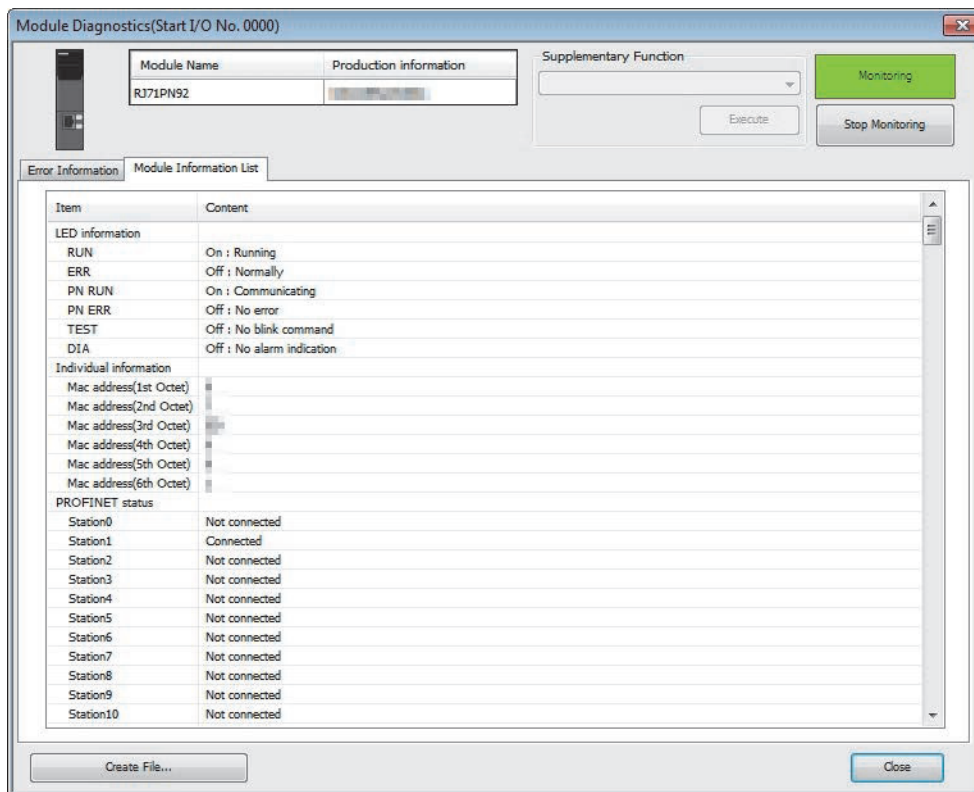 Module Diagnostics(Start I/O No. 0000)
Module Name Production information
RJ71PN92
Supplementary Function
Execute
Monitoring
Stop Monitoring
Error Information Module Information List
Item Content
LED information
RUN On : Running
ERR Off : Normally
PN RUN On : Communicating
PN ERR Off : No error
TEST Off : No blink command
DIA Off : No alarm indication
Individual information
Mac address(1st Octet)
Mac address(2nd Octet)
Mac address(3rd Octet)
Mac address(4th Octet)
Mac address(5th Octet)
Mac address(6th Octet)
PROFINET status
Station0 Not connected
Station1 Connected
Station2 Not connected
Station3 Not connected
Station4 Not connected
Station5 Not connected
Station6 Not connected
Station7 Not connected
Station8 Not connected
Station9 Not connected
Station10 Not connected
Create File... Close